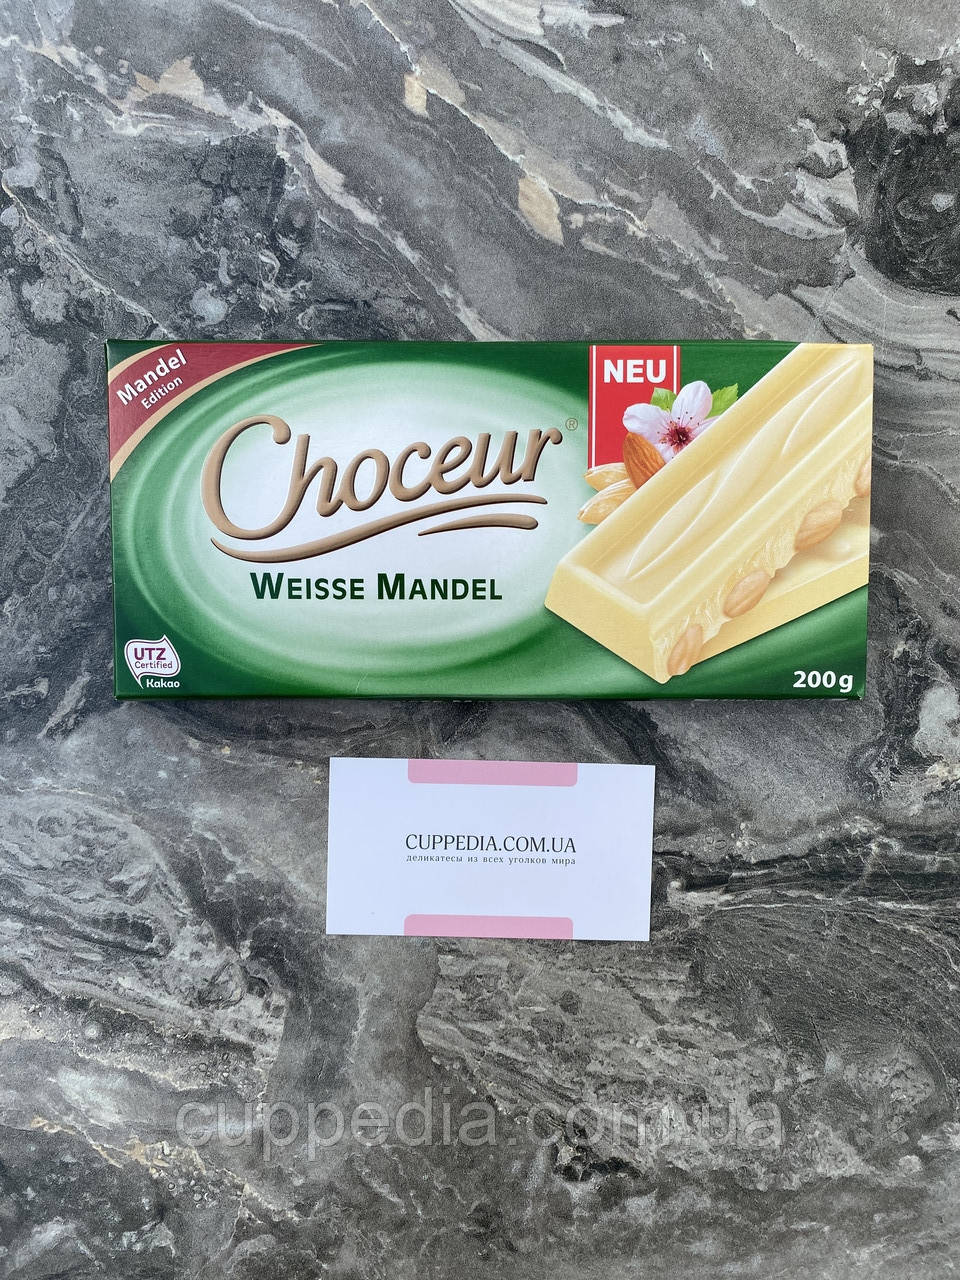 Mandel
Edition
NEU
Choceur®
WEISSE MANDEL
UTZ
Certified
Kakao
200g
CUPPEDIA.COM.UA
деликатесы из всех уголков мира
cuppedia.com.ua